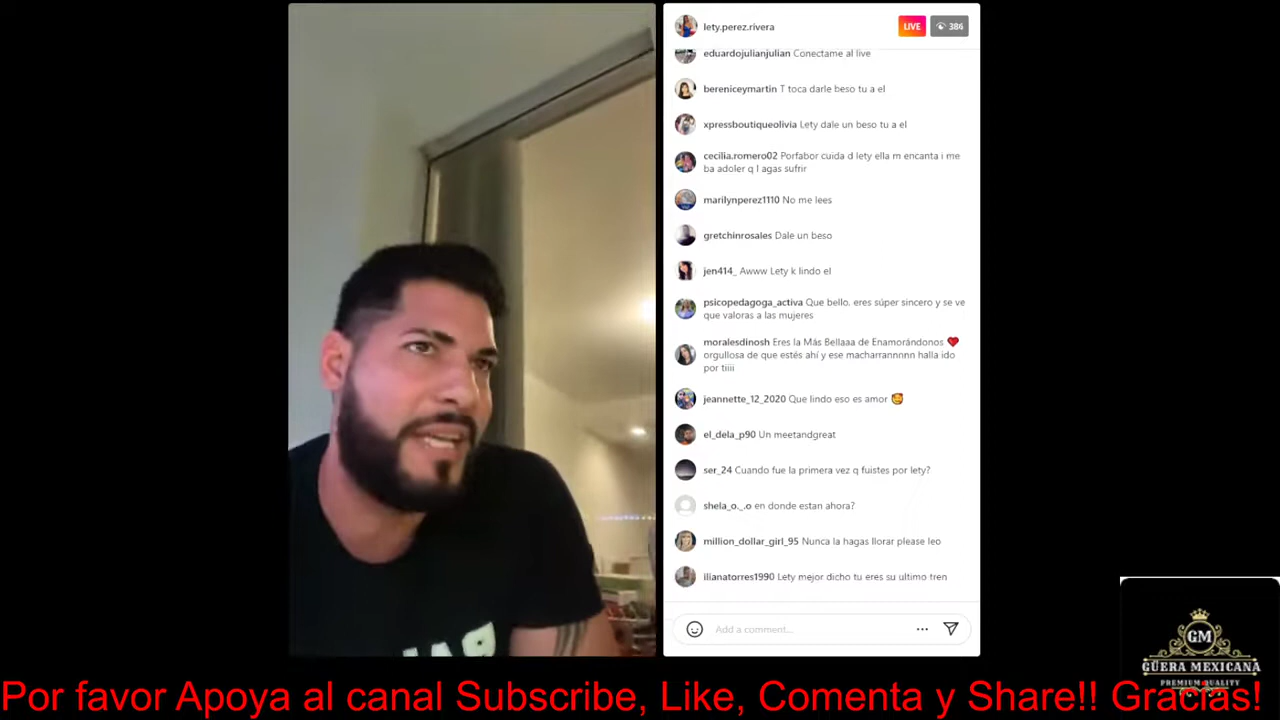 lety.perez.rivera
LIVE
386
eduardojulianjulian Conectame al live
bereniceymartin T toca darle beso tu a el
xpressboutiqueolivia Lety dale un beso tu a el
cecilia.romero02 Porfabor cuida d lety ella m encanta i me
ba adoler q l agas sufrir
marilynperez1110 No me lees
gretchinrosales Dale un beso
jen414_ Awww Lety k lindo el
psicopedagoga_activa Que bello. eres súper sincero y se ve
que valoras a las mujeres
moralesdinosh Eres la Más Bellaaa de Enamorándonos ❤
orgullosa de que estés ahí y ese macharrannnnn halla ido
por tiiii
jeannette_12_2020 Que lindo eso es amor 🥰
el_dela_p90 Un meetandgreat
ser_24 Cuando fue la primera vez q fuistes por lety?
shela_o._.o en donde estan ahora?
million_dollar_girl_95 Nunca la hagas llorar please leo
ilianatorres1990 Lety mejor dicho tu eres su ultimo tren
Add a comment...
GM
GÜERA MEXICANA
PREMIUM QUALITY
Por favor Apoya al canal Subscribe, Like, Comenta y Share!! Gracias!